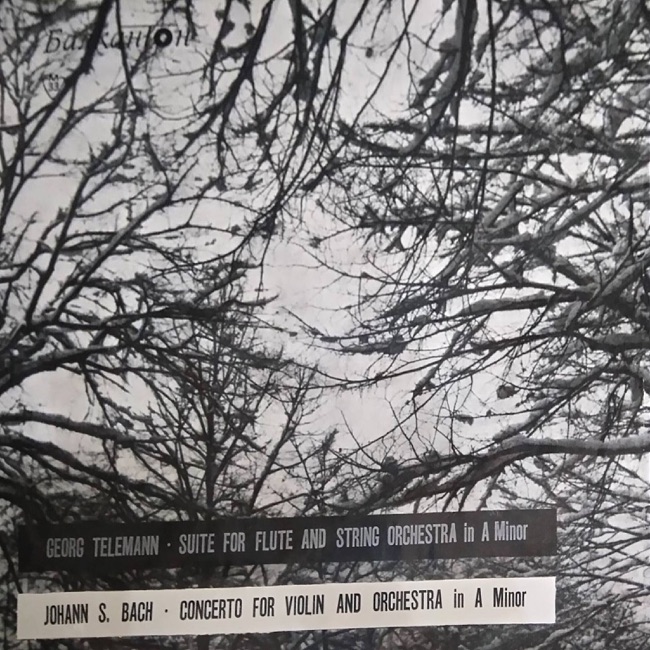 Балкантон
33
GEORG TELEMANN · SUITE FOR FLUTE AND STRING ORCHESTRA in A Minor
JOHANN S. BACH · CONCERTO FOR VIOLIN AND ORCHESTRA in A Minor